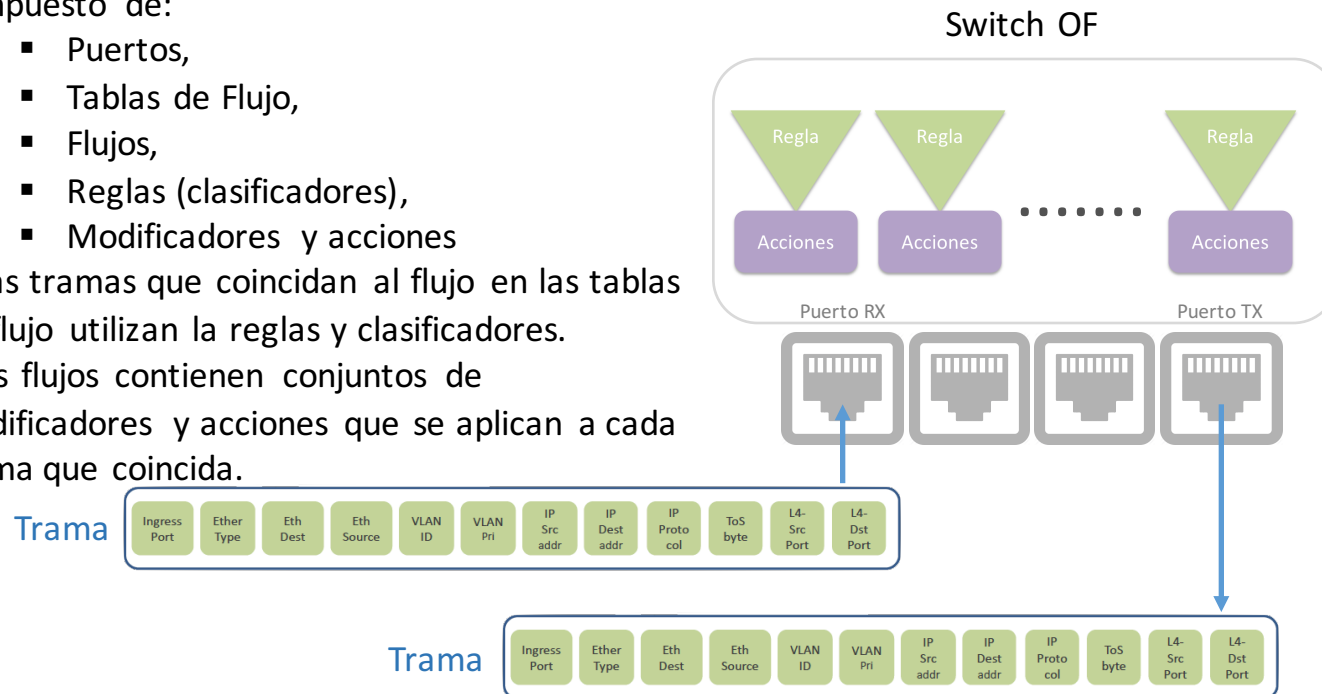 puesto de:
▪ Puertos,
▪ Tablas de Flujo,
▪ Flujos,
▪ Reglas (clasificadores),
▪ Modificadores y acciones
s tramas que coincidan al flujo en las tablas
flujo utilizan la reglas y clasificadores.
s flujos contienen conjuntos de
dificadores y acciones que se aplican a cada
ma que coincida.
Switch OF
Regla Regla Regla
Acciones Acciones ....... Acciones
Puerto RX Puerto TX
Trama
Ingress Ether Eth Eth VLAN VLAN IP IP IP ToS L4- L4-
Port Type Dest Source ID Pri Src Dest Proto byte Src Dst
addr addr col Port Port
Trama
Ingress Ether Eth Eth VLAN VLAN IP IP IP ToS L4- L4-
Port Type Dest Source ID Pri Src Dest Proto byte Src Dst
addr addr col Port Port